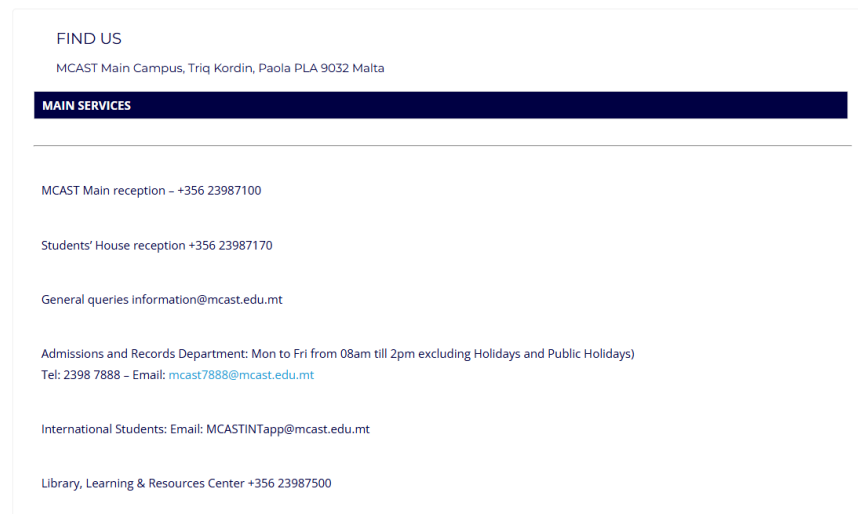 FIND US
MCAST Main Campus, Triq Kordin, Paola PLA 9032 Malta
MAIN SERVICES
MCAST Main reception – +356 23987100
Students’ House reception +356 23987170
General queries information@mcast.edu.mt
Admissions and Records Department: Mon to Fri from 08am till 2pm excluding Holidays and Public Holidays)
Tel: 2398 7888 – Email: mcast7888@mcast.edu.mt
International Students: Email: MCASTINTapp@mcast.edu.mt
Library, Learning & Resources Center +356 23987500